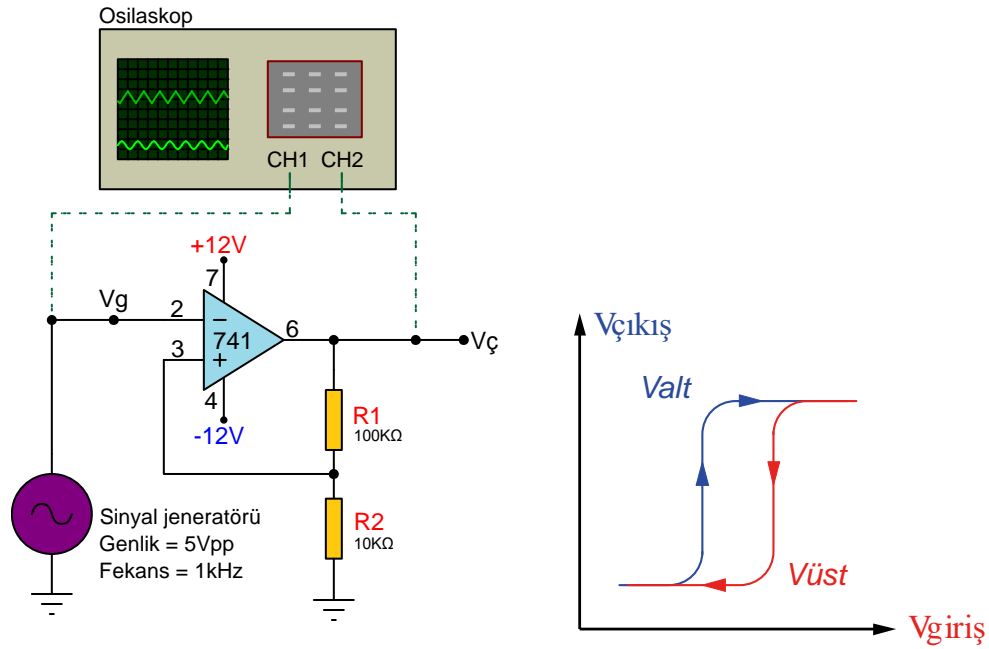 Osilaskop
CH1 CH2
+12V
7
Vg
2
−
741
6
Vç
3
+
4
-12V
R1
100KΩ
R2
10KΩ
Sinyal jeneratörü
Genlik = 5Vpp
Fekans = 1kHz
Vçıkış
Valt
Vüst
Vgiriş